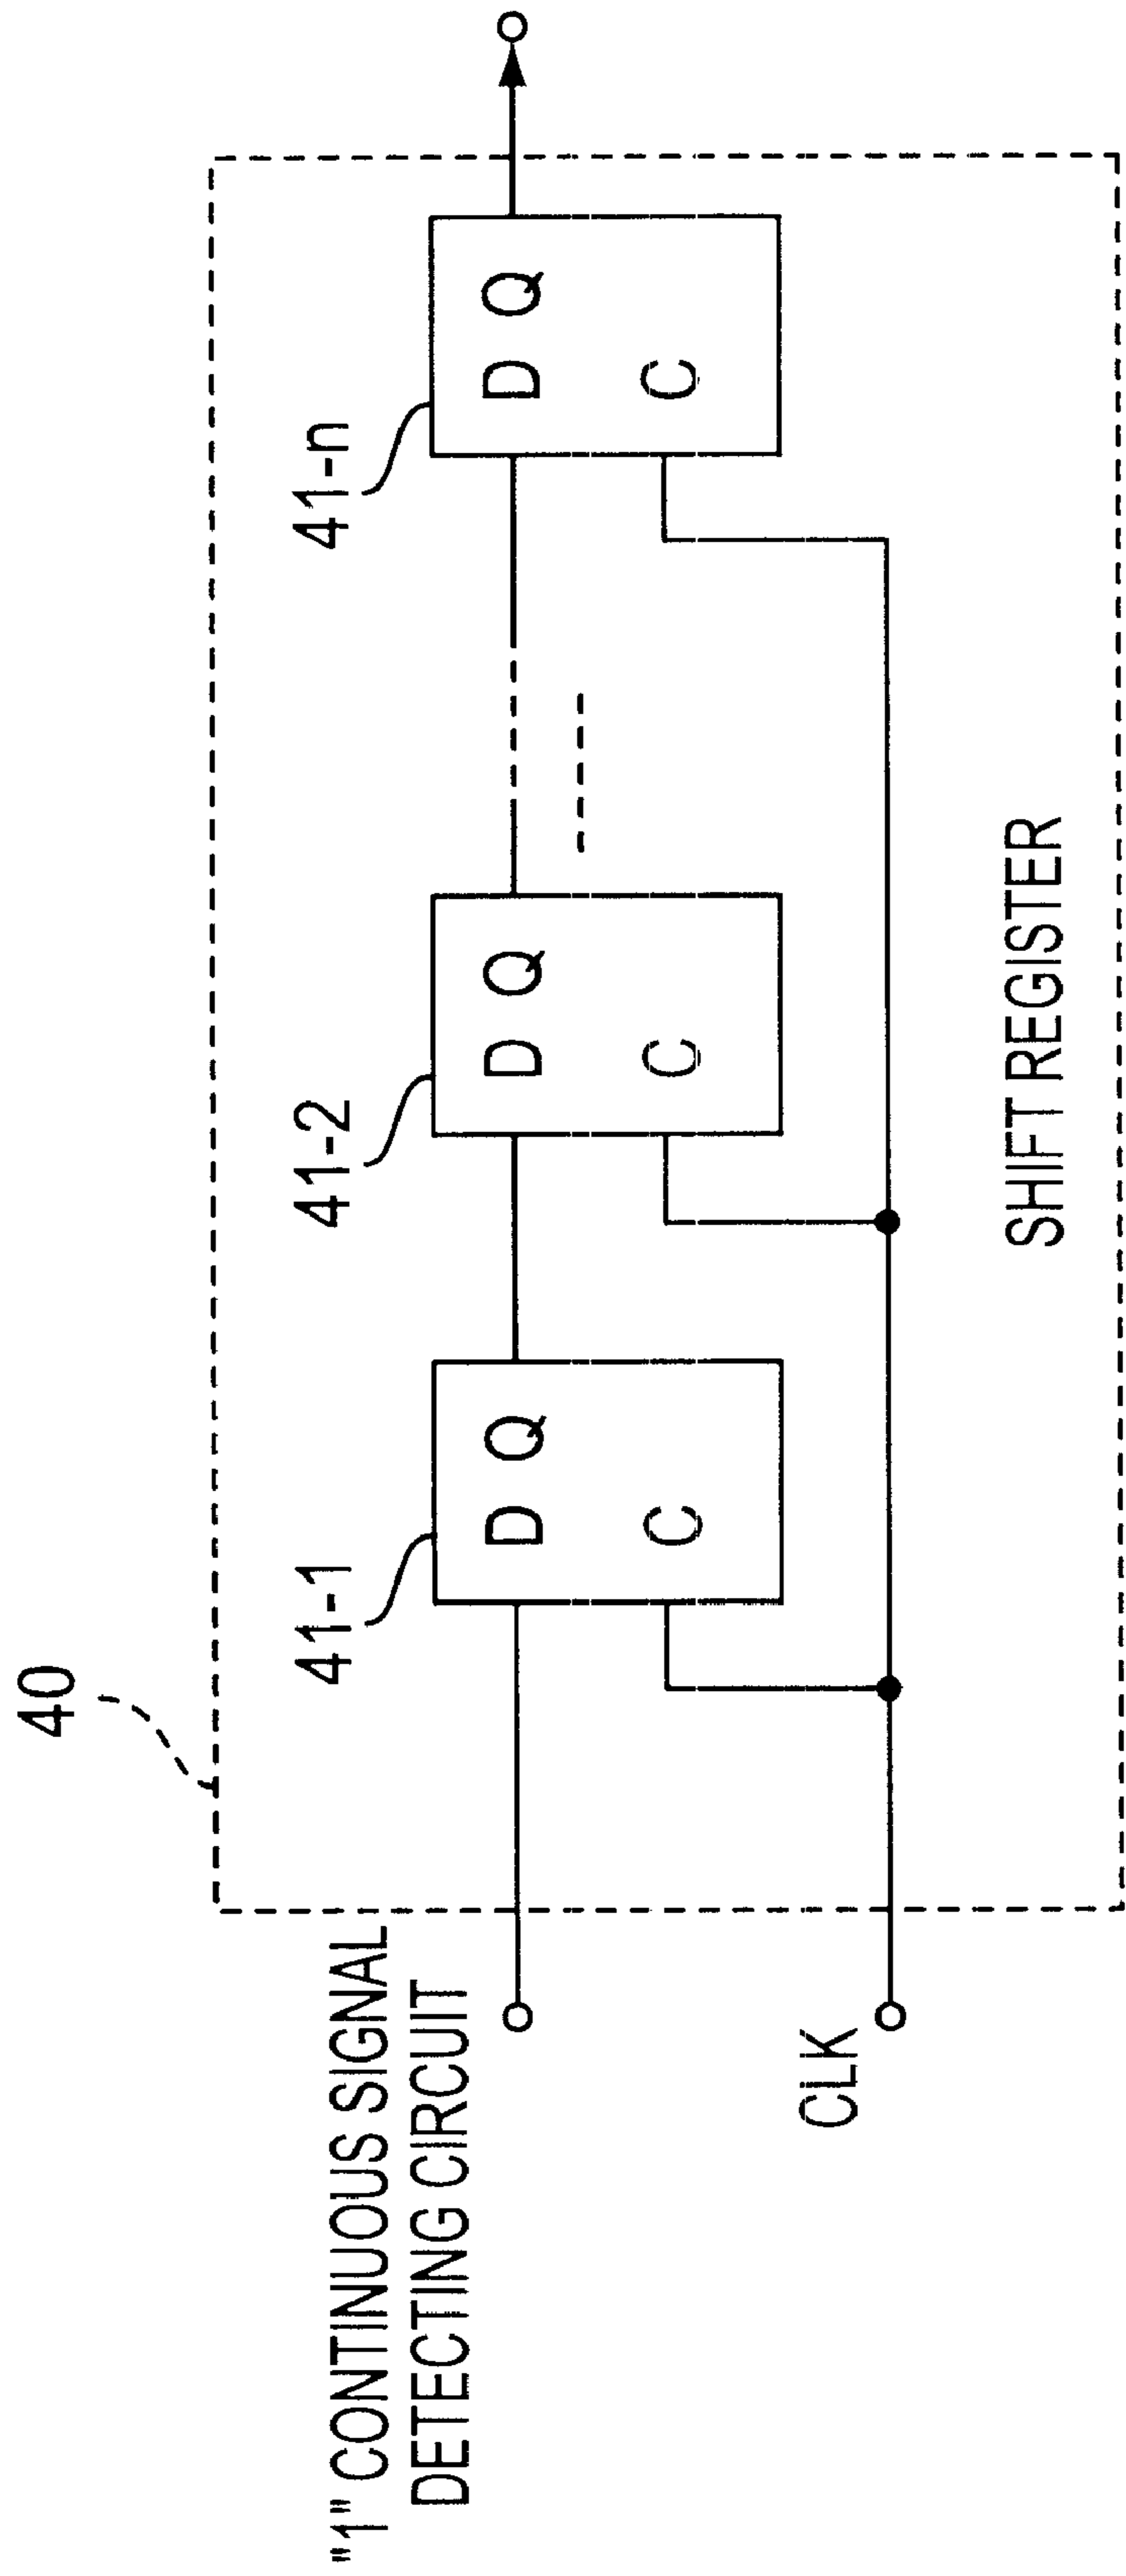 40
41-1
41-2
41-n
D Q
D Q
D Q
C
C
C
"1" CONTINUOUS SIGNAL
DETECTING CIRCUIT
CLK
SHIFT REGISTER